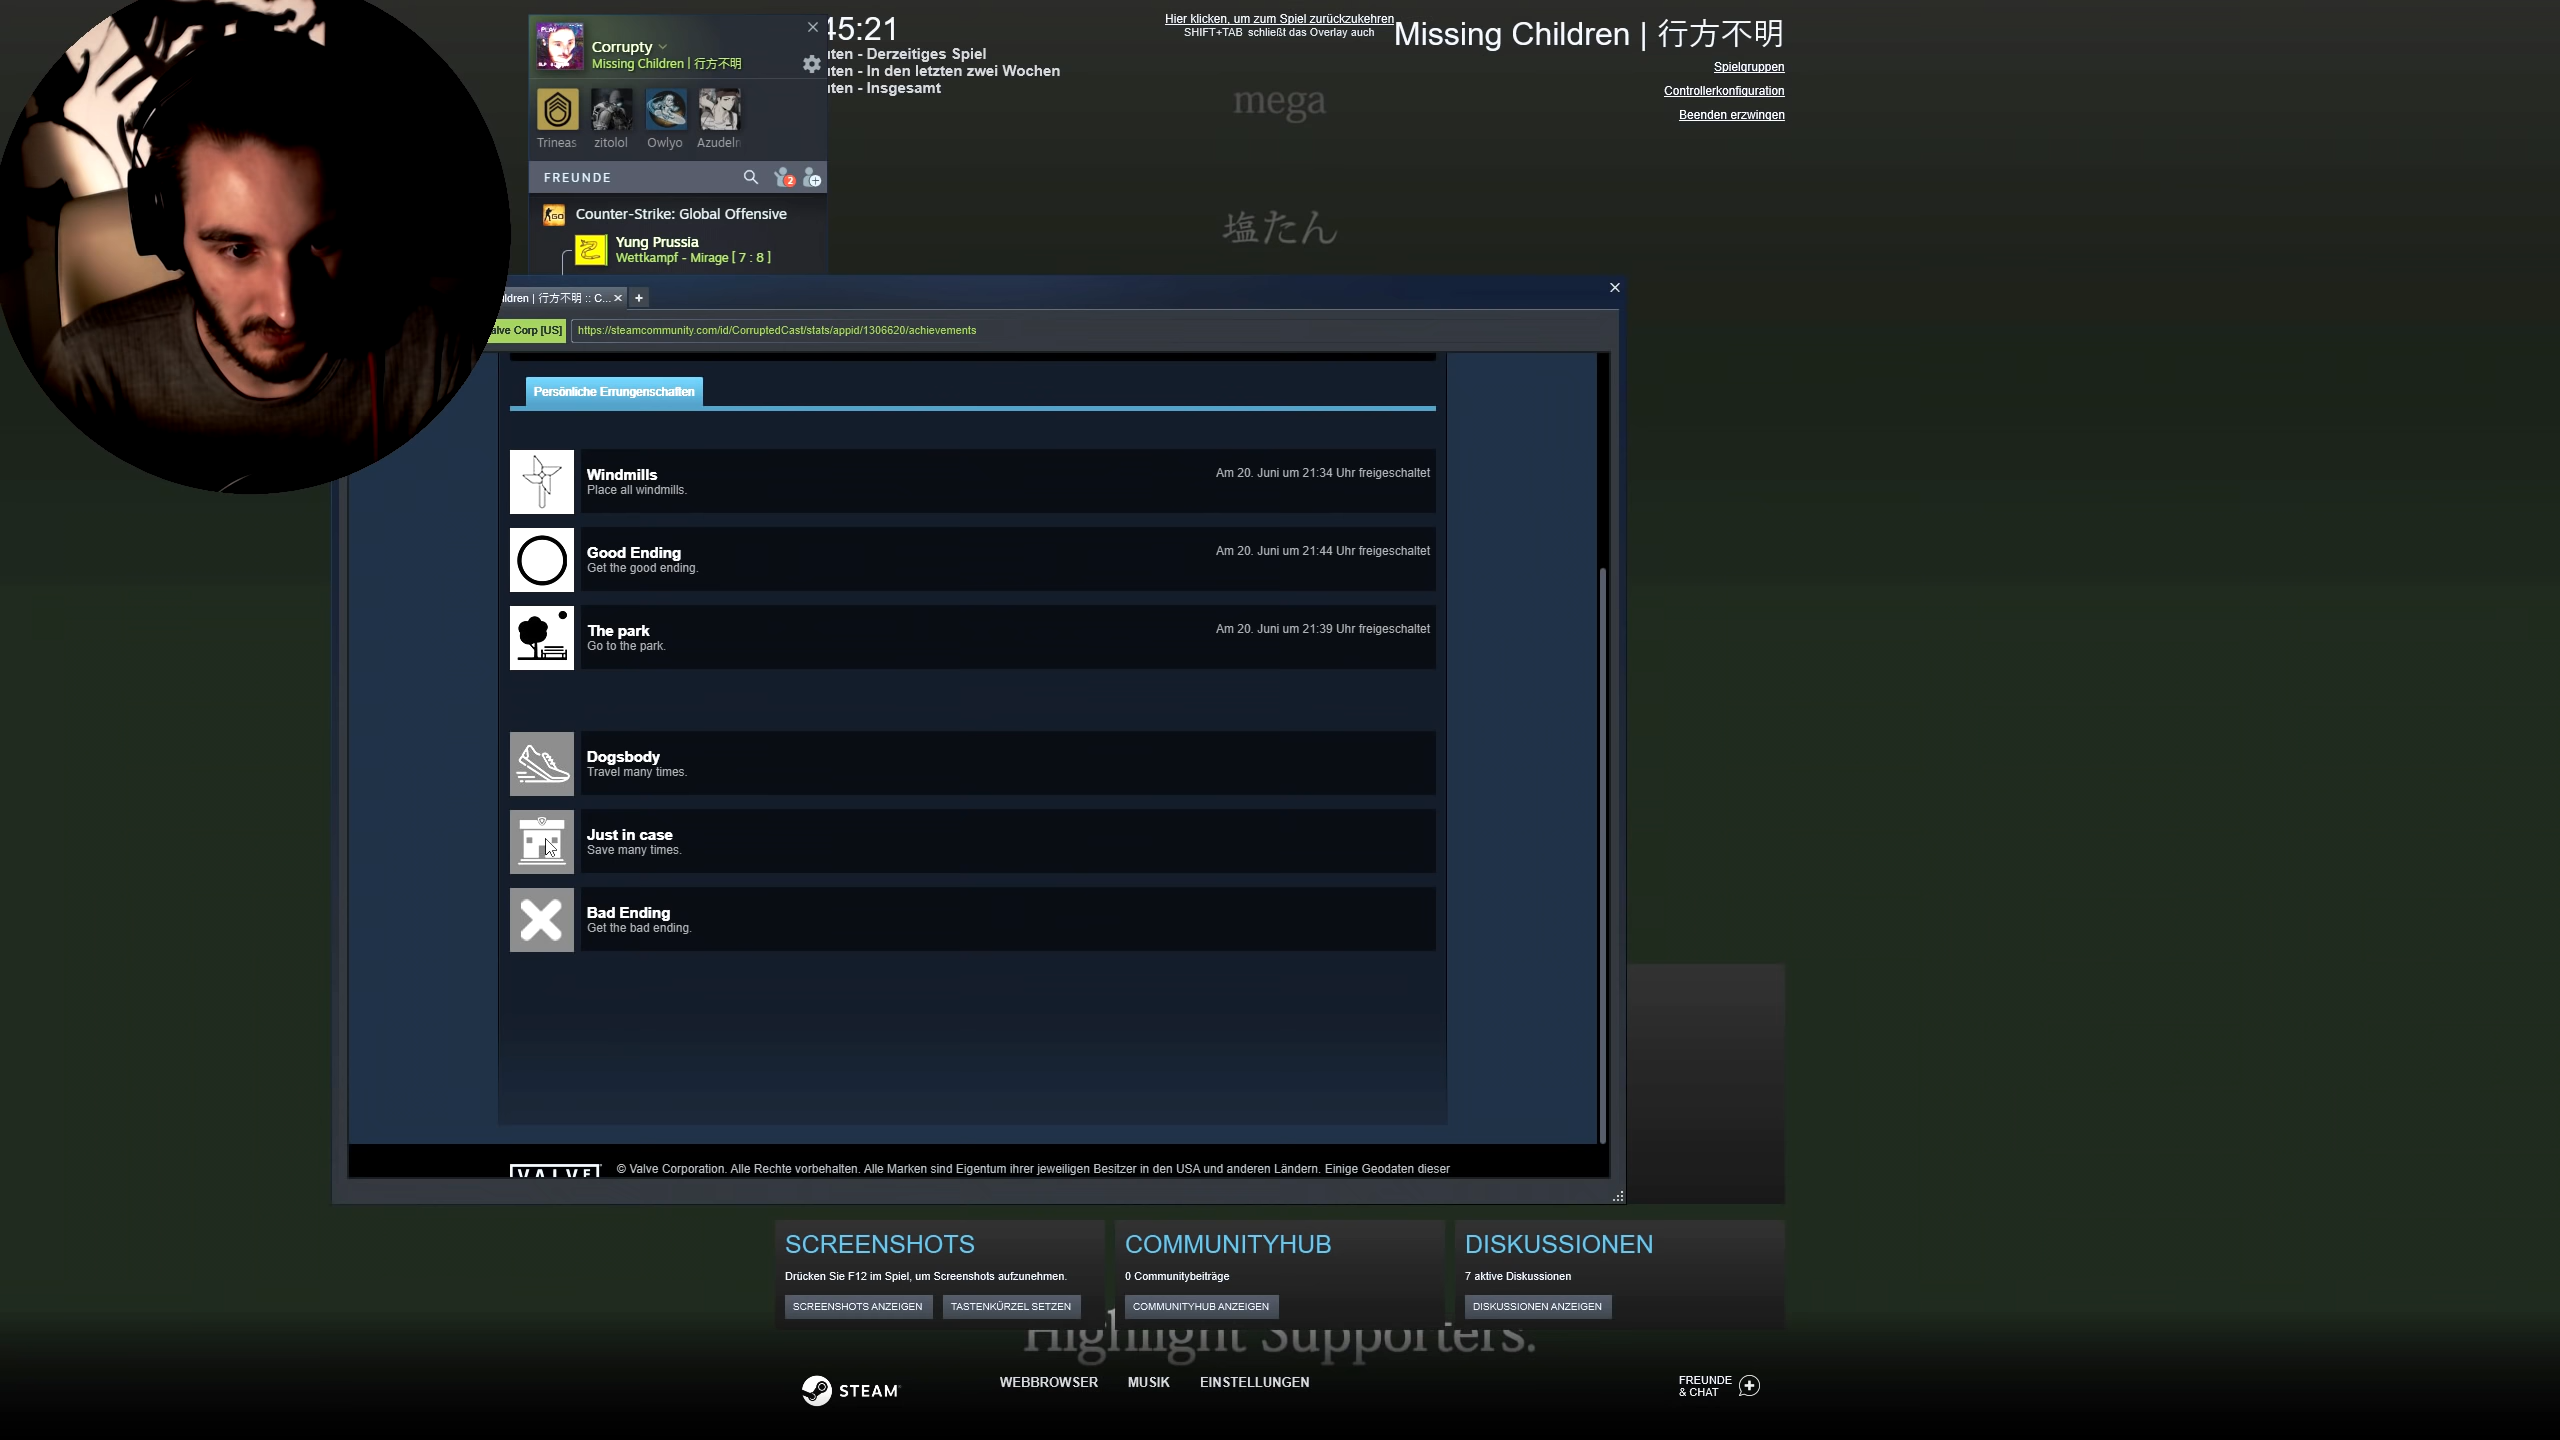 Corrupty
Missing Children | 行方不明
Trineas
zitolol
Owlyo
FREUNDE
2
Counter-Strike: Global Offensive
GO
Yung Prussia
Wettkampf - Mirage [ 7 : 8 ]
45:21
- Derzeitiges Spiel
- In den letzten zwei Wochen
- Insgesamt
Hier klicken, um zum Spiel zurückzukehren
SHIFT+TAB schließt das Overlay auch
Missing Children | 行方不明
Spielgruppen
Controllerkonfiguration
Beenden erzwingen
mega
塩たん
| 行方不明 :: C...
Corp [US]
https://steamcommunity.com/id/CorruptedCast/stats/appid/1306620/achievements
Persönliche Errungenschaften
Windmills
Place all windmills.
Am 20. Juni um 21:34 Uhr freigeschaltet
Good Ending
Get the good ending.
Am 20. Juni um 21:44 Uhr freigeschaltet
The park
Go to the park.
Am 20. Juni um 21:39 Uhr freigeschaltet
Dogsbody
Travel many times.
Just in case
Save many times.
Bad Ending
Get the bad ending.
VALVE
© Valve Corporation. Alle Rechte vorbehalten. Alle Marken sind Eigentum ihrer jeweiligen Besitzer in den USA und anderen Ländern. Einige Geodaten dieser
SCREENSHOTS
Drücken Sie F12 im Spiel, um Screenshots aufzunehmen.
SCREENSHOTS ANZEIGEN
TASTENKÜRZEL SETZEN
COMMUNITYHUB
0 Communitybeiträge
COMMUNITYHUB ANZEIGEN
DISKUSSIONEN
7 aktive Diskussionen
DISKUSSIONEN ANZEIGEN
Highlight Supporters.
STEAM
WEBBROWSER
MUSIK
EINSTELLUNGEN
FREUNDE
& CHAT